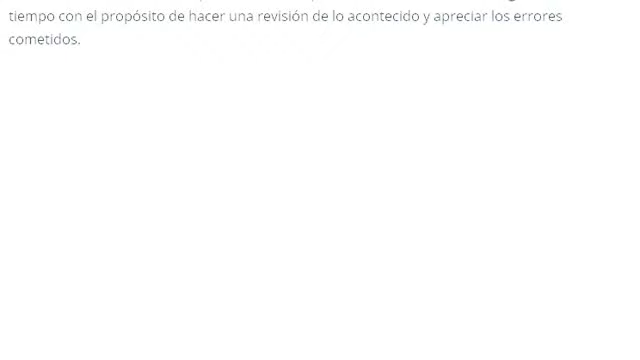 tiempo con el propósito de hacer una revisión de lo acontecido y apreciar los errores
cometidos.